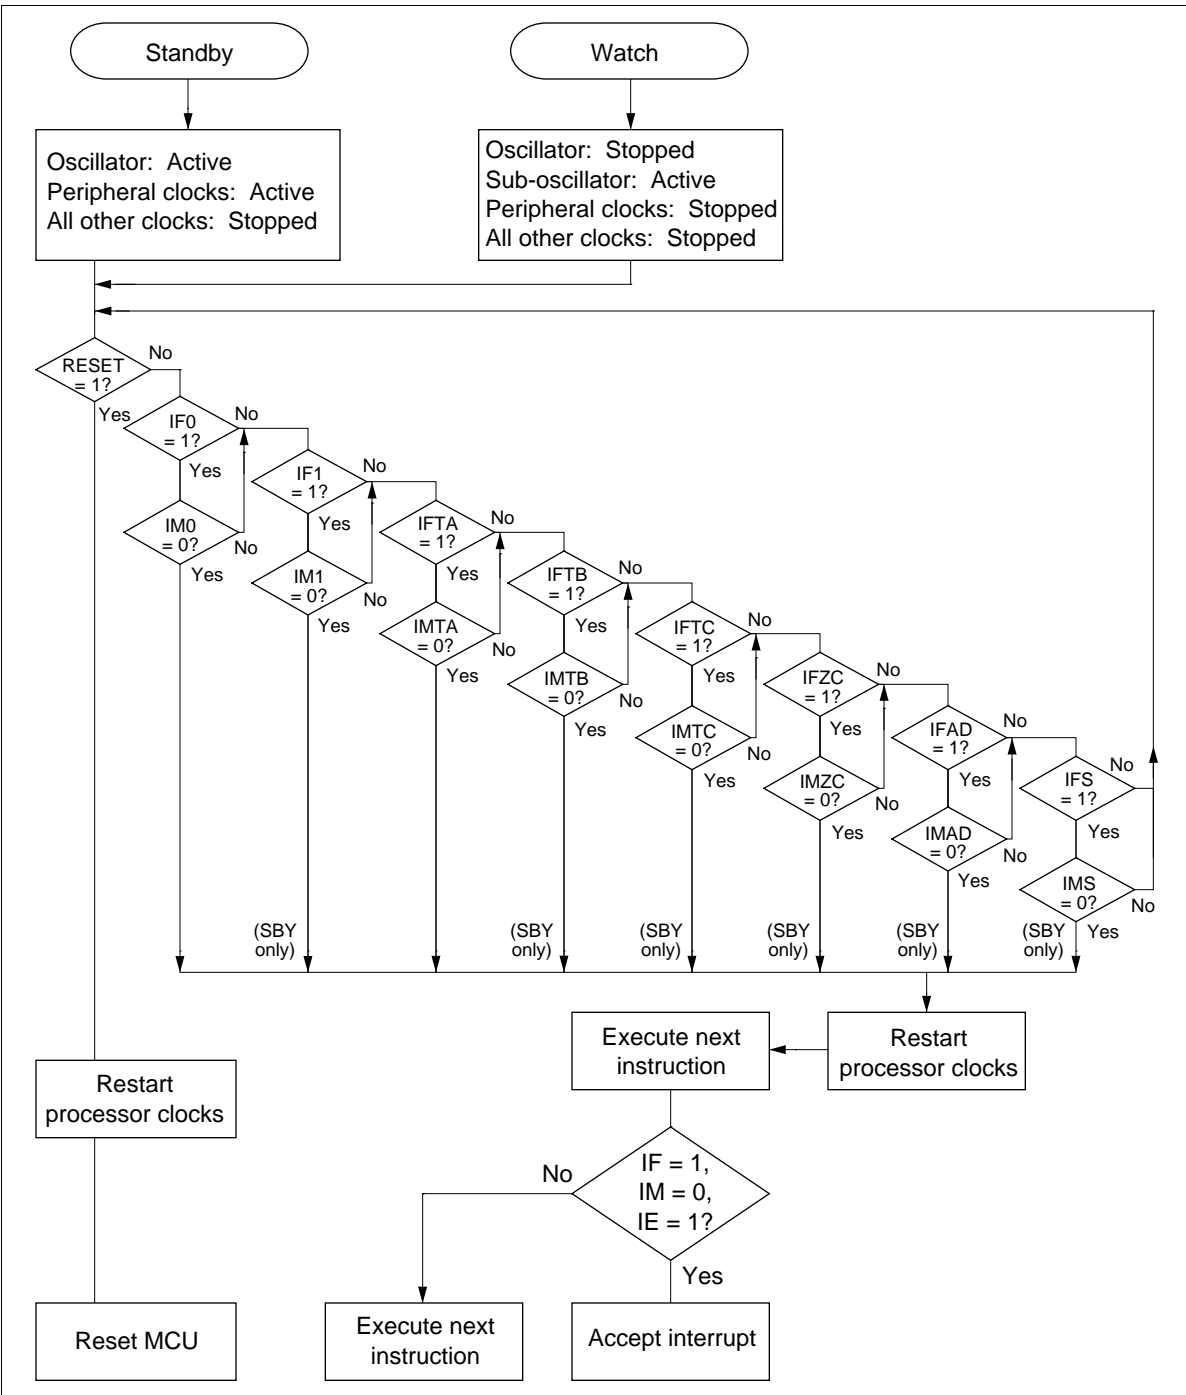 Standby
Watch
Oscillator: Active
Peripheral clocks: Active
All other clocks: Stopped
Oscillator: Stopped
Sub-oscillator: Active
Peripheral clocks: Stopped
All other clocks: Stopped
RESET
= 1?
No
Yes
IF0
= 1?
No
Yes
IM0
= 0?
No
Yes
IF1
= 1?
No
Yes
IM1
= 0?
No
Yes
(SBY
only)
IFTA
= 1?
No
Yes
IMTA
= 0?
No
Yes
IFTB
= 1?
No
Yes
IMTB
= 0?
No
Yes
(SBY
only)
IFTC
= 1?
No
Yes
IMTC
= 0?
No
Yes
(SBY
only)
IFZC
= 1?
No
Yes
IMZC
= 0?
No
Yes
(SBY
only)
IFAD
= 1?
No
Yes
IMAD
= 0?
No
Yes
(SBY
only)
IFS
= 1?
No
Yes
IMS
= 0?
No
Yes
(SBY
only)
Restart
processor clocks
Execute next
instruction
Restart
processor clocks
IF = 1,
IM = 0,
IE = 1?
No
Yes
Reset MCU
Execute next
instruction
Accept interrupt